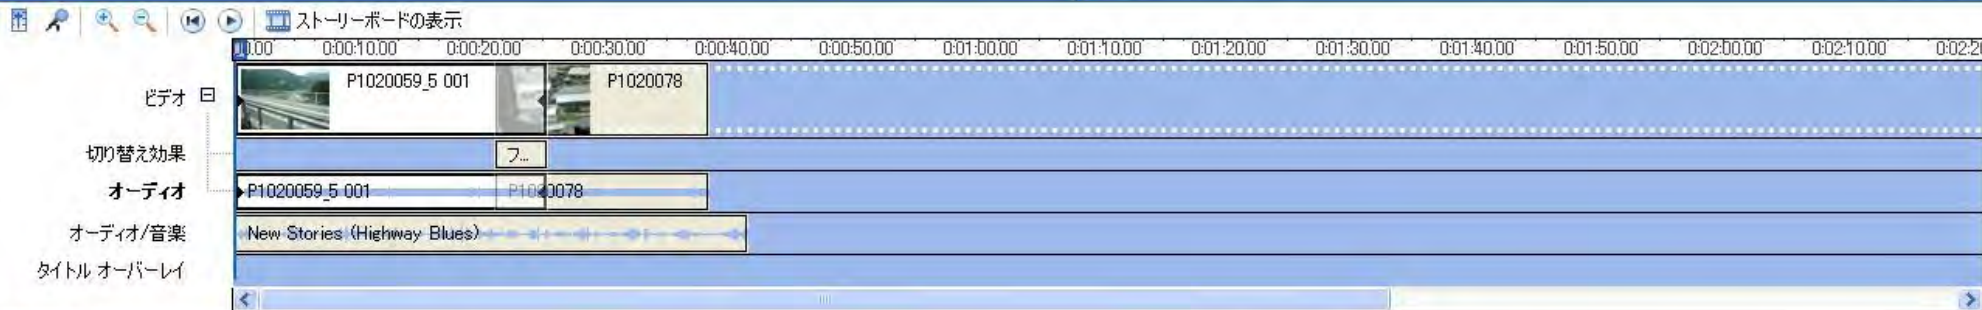 ストーリーボードの表示
0.00 0:00:10.00 0:00:20.00 0:00:30.00 0:00:40.00 0:00:50.00 0:01:00.00 0:01:10.00 0:01:20.00 0:01:30.00 0:01:40.00 0:01:50.00 0:02:00.00 0:02:10.00 0:02:2
ビデオ P1020059_5 001 P1020078
切り替え効果 フ...
オーディオ P1020059_5 001 P1020078
オーディオ/音楽 New Stories (Highway Blues)
タイトル オーバーレイ